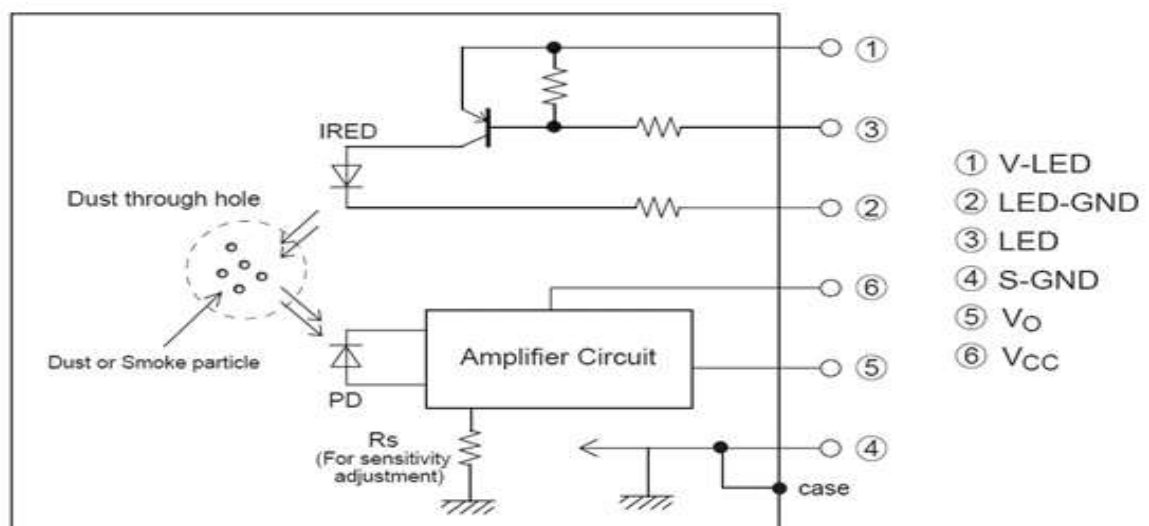 ①
IRED
③
Dust through hole
②
⑥
Amplifier Circuit
Dust or Smoke particle
⑤
PD
Rs
(For sensitivity
adjustment)
④
case
① V-LED
② LED-GND
③ LED
④ S-GND
⑤ VO
⑥ VCC